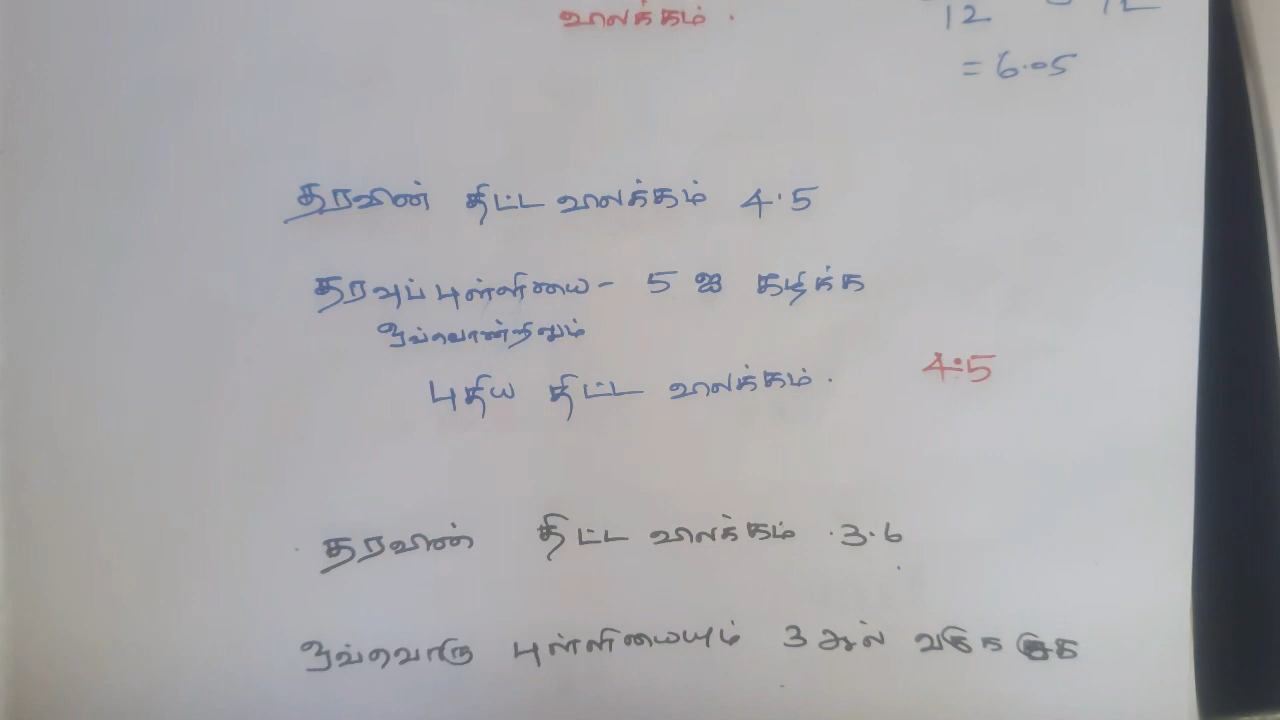 விலக்கம் .
12
= 6.05
தரவின் திட்ட விலக்கம் 4.5
தரவுப்புள்ளியை - 5 ஐ கழிக்க
ஒவ்வொன்றிலும்
புதிய திட்ட விலக்கம். 4.5
தரவின் திட்ட விலக்கம் .3.6
ஒவ்வொரு புள்ளியையும் 3 ஆல் வகுக்க